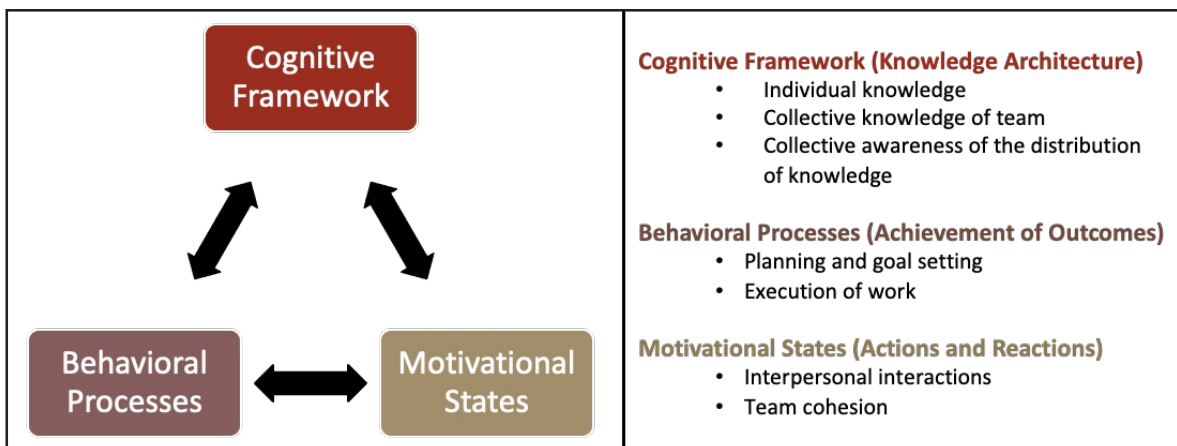 Cognitive
Framework
Behavioral
Processes
Motivational
States
Cognitive Framework (Knowledge Architecture)
• Individual knowledge
• Collective knowledge of team
• Collective awareness of the distribution
of knowledge
Behavioral Processes (Achievement of Outcomes)
• Planning and goal setting
• Execution of work
Motivational States (Actions and Reactions)
• Interpersonal interactions
• Team cohesion